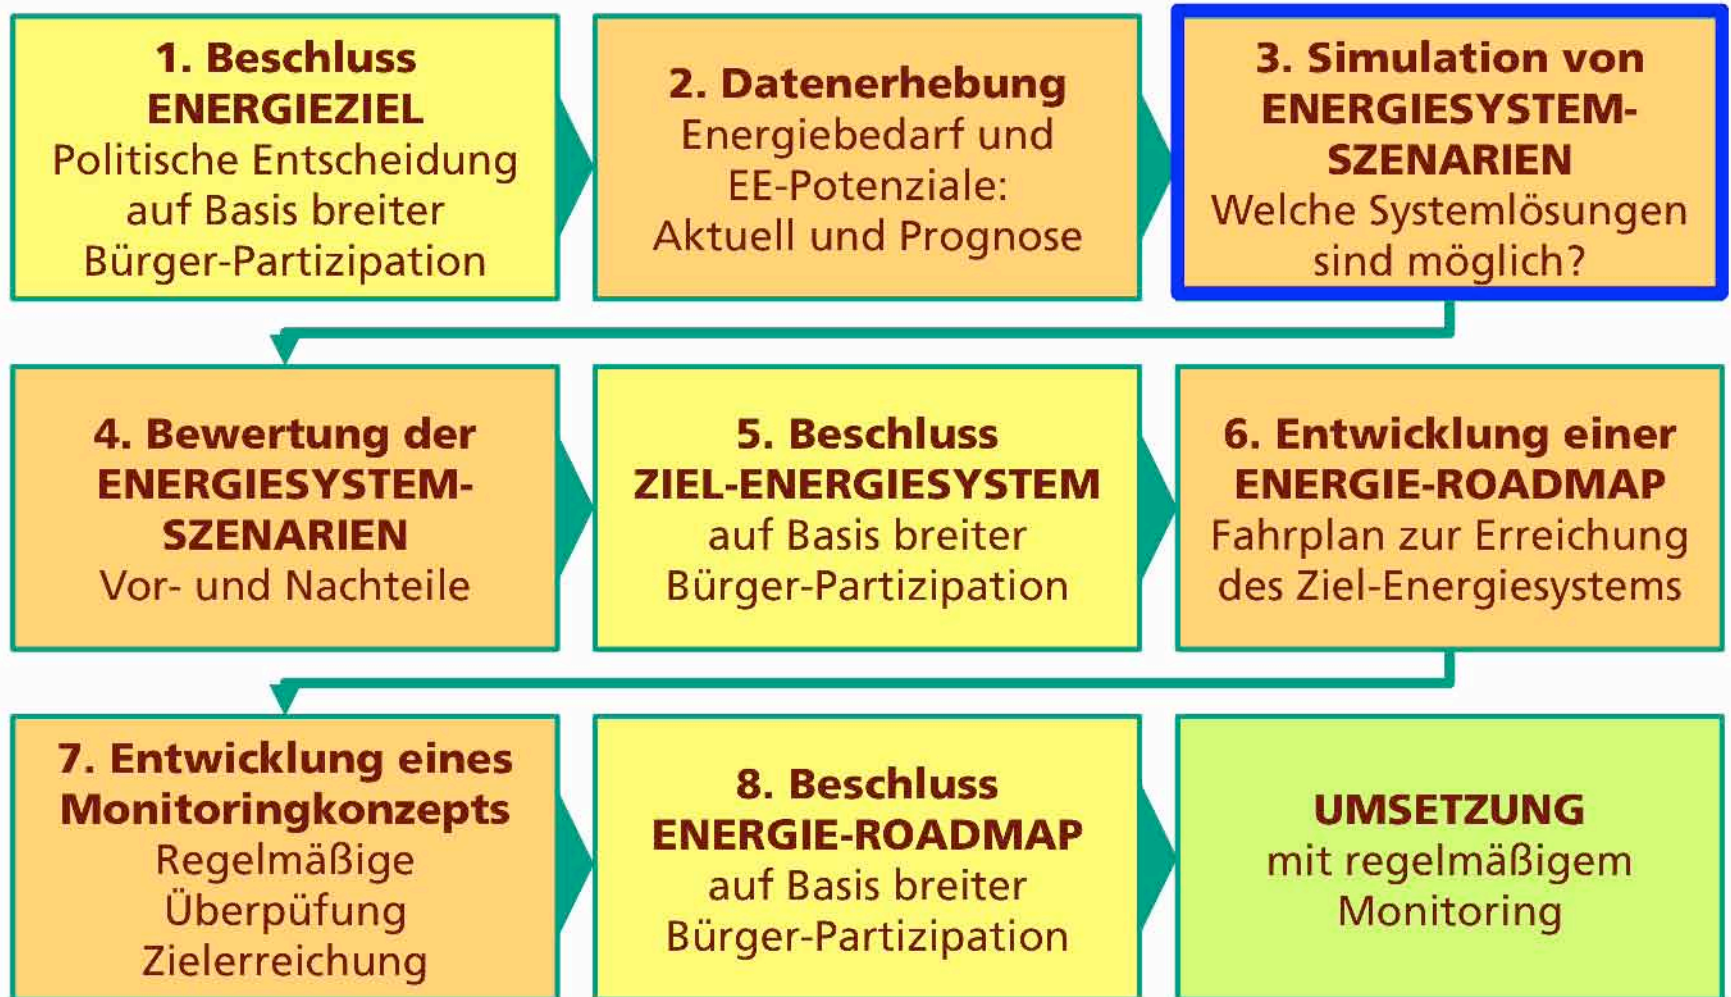 1. Beschluss
ENERGIEZIEL
Politische Entscheidung
auf Basis breiter
Bürger-Partizipation
2. Datenerhebung
Energiebedarf und
EE-Potenziale:
Aktuell und Prognose
3. Simulation von
ENERGIESYSTEM-
SZENARIEN
Welche Systemlösungen
sind möglich?
4. Bewertung der
ENERGIESYSTEM-
SZENARIEN
Vor- und Nachteile
5. Beschluss
ZIEL-ENERGIESYSTEM
auf Basis breiter
Bürger-Partizipation
6. Entwicklung einer
ENERGIE-ROADMAP
Fahrplan zur Erreichung
des Ziel-Energiesystems
7. Entwicklung eines
Monitoringkonzepts
Regelmäßige
Überpüfung
Zielerreichung
8. Beschluss
ENERGIE-ROADMAP
auf Basis breiter
Bürger-Partizipation
UMSETZUNG
mit regelmäßigem
Monitoring